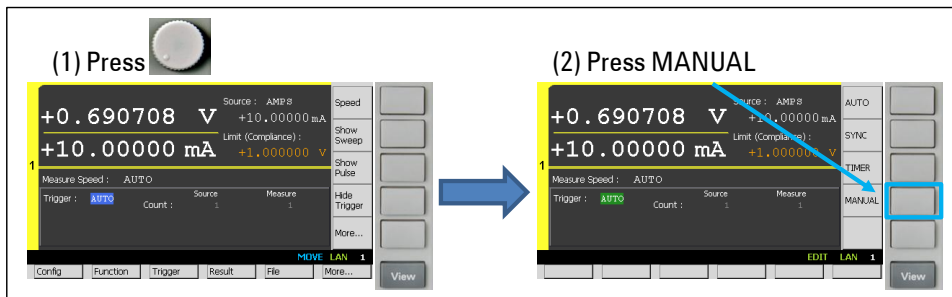 (1) Press
(2) Press MANUAL
+0.690708 V
Source : AMPS
+10.00000 mA
+10.00000 mA
Limit (Compliance) :
+1.000000 V
1
Measure Speed : AUTO
Trigger : AUTO
Count :
Source
1
Measure
1
Speed
Show
Sweep
Show
Pulse
Hide
Trigger
More...
MOVE LAN 1
Config Function Trigger Result File More...
View
+0.690708 V
Source : AMPS
+10.00000 mA
+10.00000 mA
Limit (Compliance) :
+1.000000 V
1
Measure Speed : AUTO
Trigger : AUTO
Count :
Source
1
Measure
1
AUTO
SYNC
TIMER
MANUAL
EDIT LAN 1
View